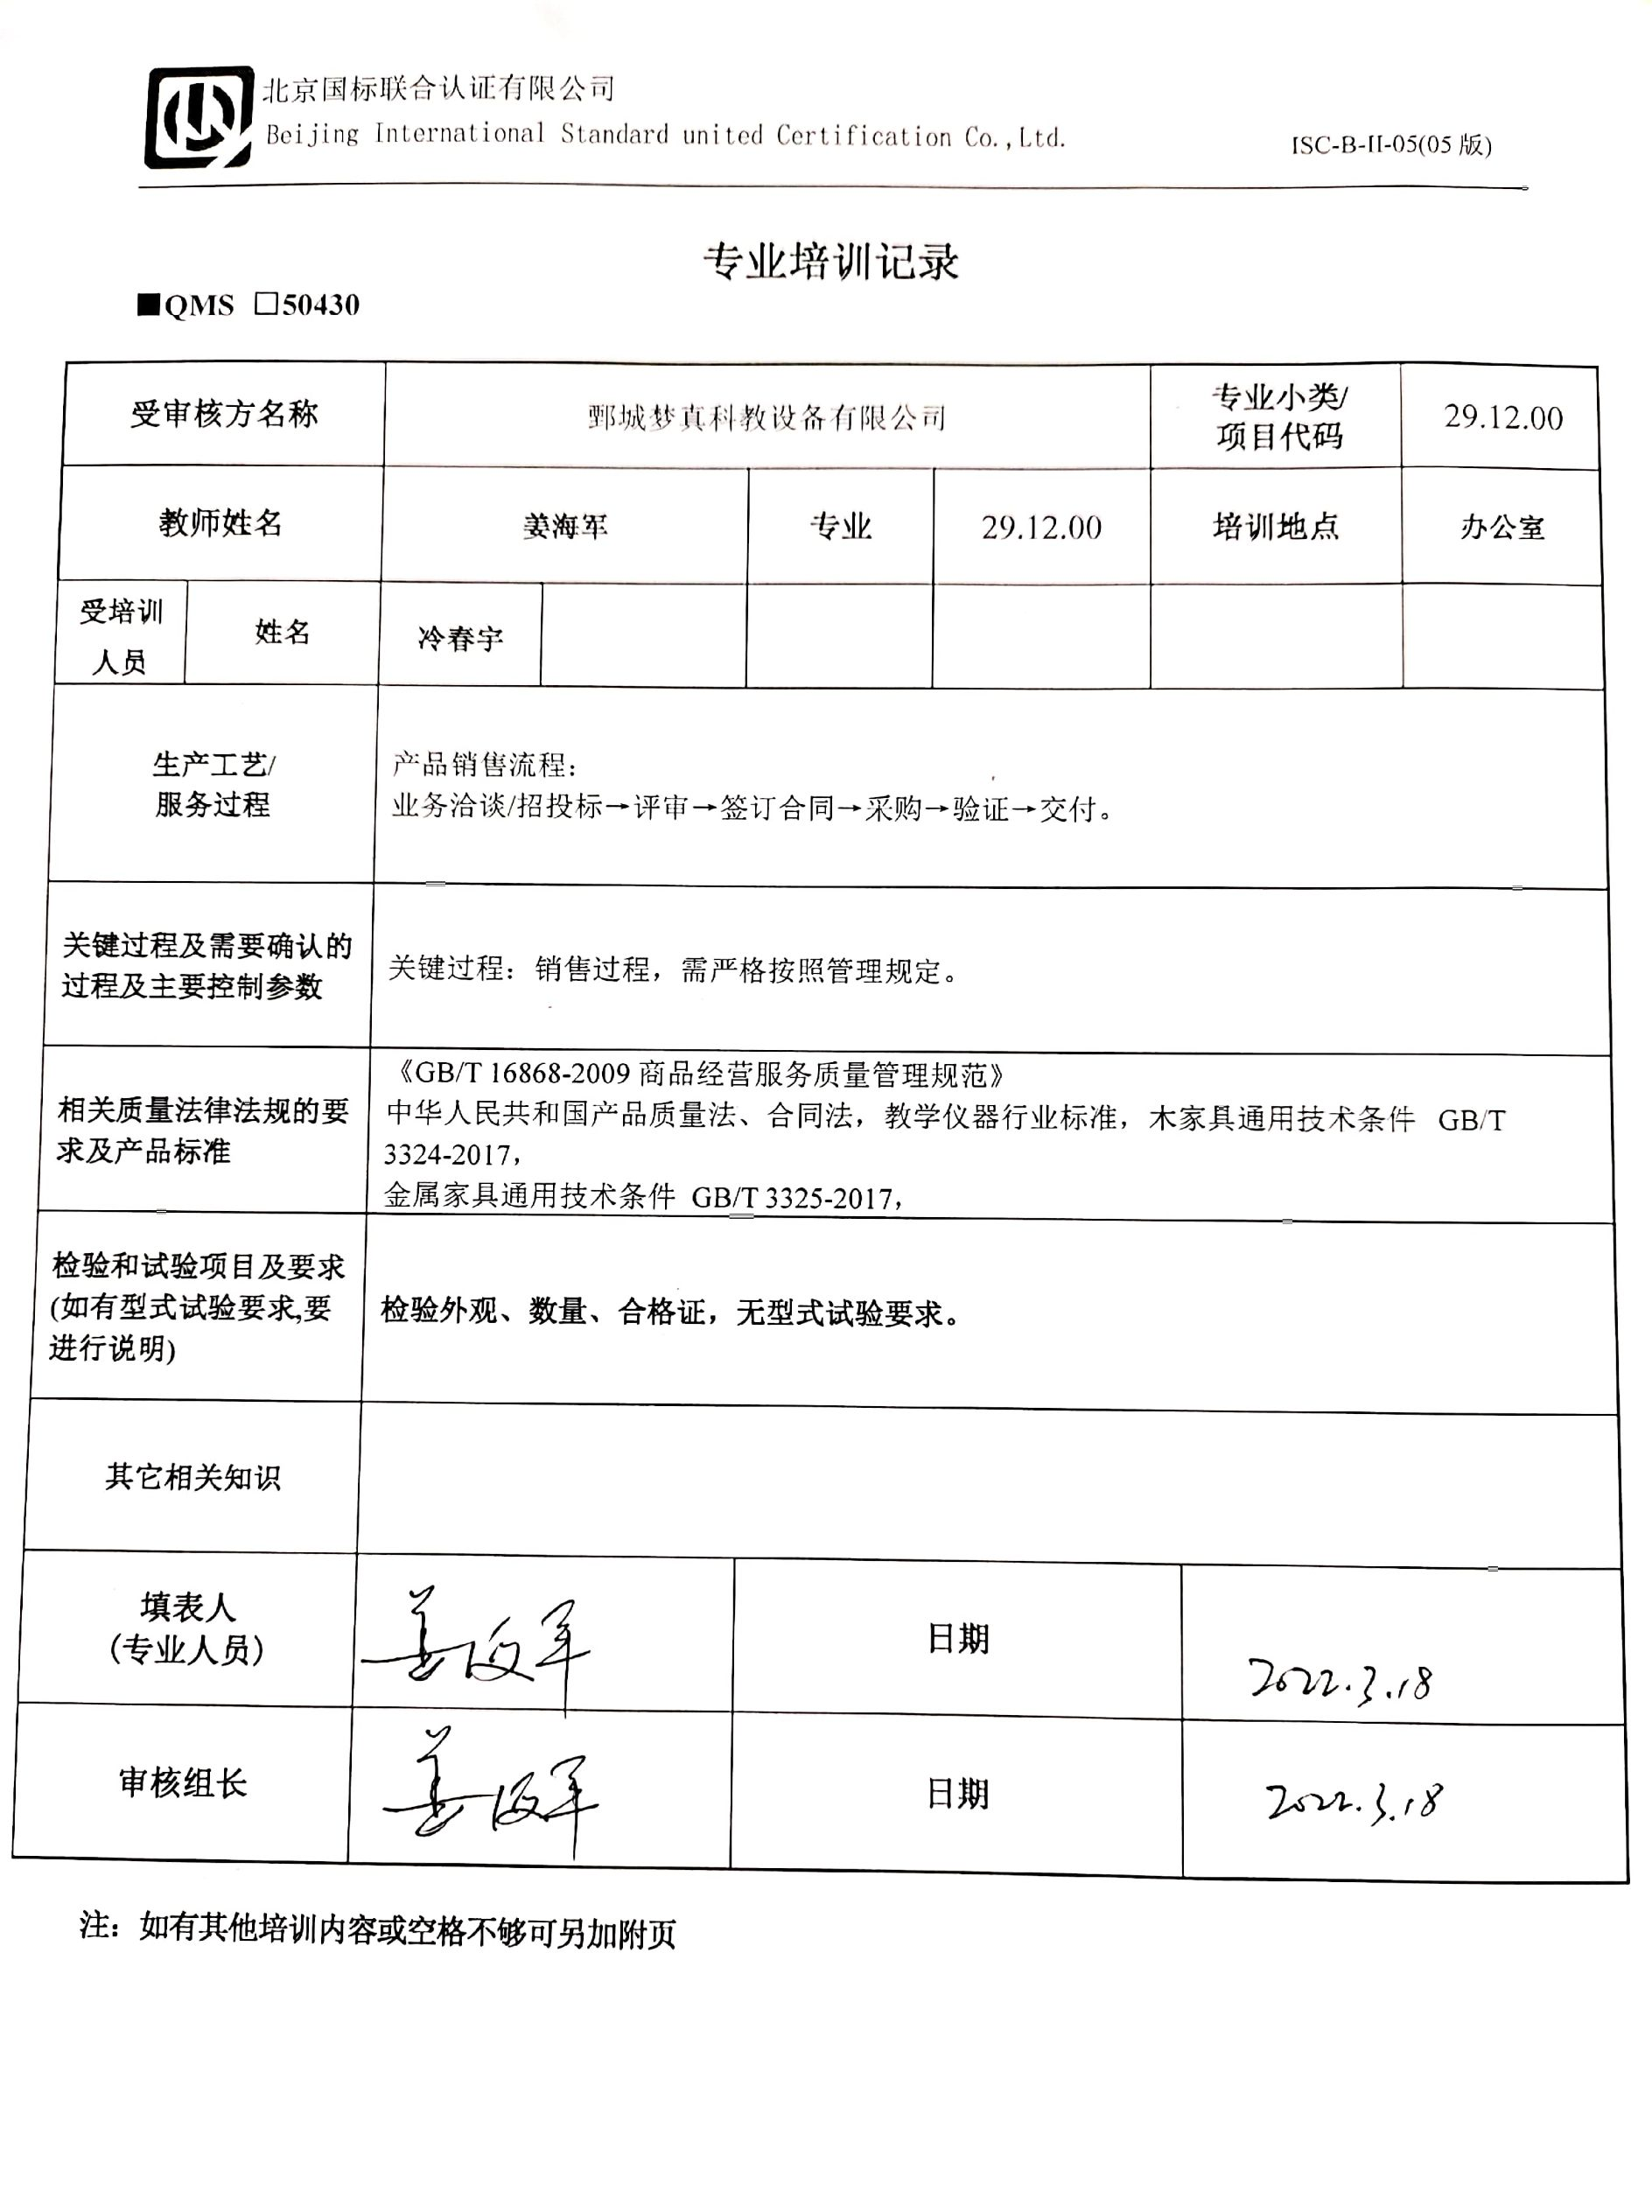 北京国标联合认证有限公司
Beijing International Standard united Certification Co.,Ltd.
ISC-B-II-05(05 版)
专业培训记录
■QMS □50430
受审核方名称 鄄城梦真科教设备有限公司 专业小类/
项目代码 29.12.00
教师姓名 姜海军 专业 29.12.00 培训地点 办公室
受培训
人员 姓名 冷春宇
生产工艺/
服务过程
产品销售流程：
业务洽谈/招投标→评审→签订合同→采购→验证→交付。
关键过程及需要确认的
过程及主要控制参数
关键过程：销售过程，需严格按照管理规定。
相关质量法律法规的要
求及产品标准
《GB/T 16868-2009 商品经营服务质量管理规范》
中华人民共和国产品质量法、合同法，教学仪器行业标准，木家具通用技术条件 GB/T
3324-2017，
金属家具通用技术条件 GB/T 3325-2017，
检验和试验项目及要求
(如有型式试验要求,要
进行说明)
检验外观、数量、合格证，无型式试验要求。
其它相关知识
填表人
（专业人员） 姜海军 日期 2022.3.18
审核组长 姜海军 日期 2022.3.18
注：如有其他培训内容或空格不够可另加附页